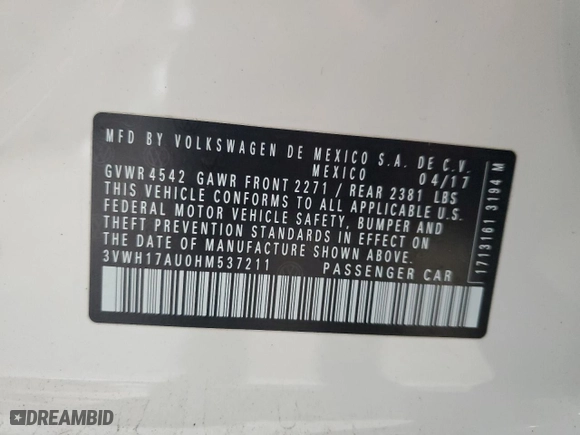 MFD BY VOLKSWAGEN DE MEXICO S.A. DE C.V.
MEXICO 04/17
GVWR 4542 GAWR FRONT 2271 / REAR 2381 LBS
THIS VEHICLE CONFORMS TO ALL APPLICABLE U.S.
FEDERAL MOTOR VEHICLE SAFETY, BUMPER AND
THEFT PREVENTION STANDARDS IN EFFECT ON
THE DATE OF MANUFACTURE SHOWN ABOVE.
3VWH17AU0HM537211 PASSENGER CAR
1713161 3194 M
DREAMBID